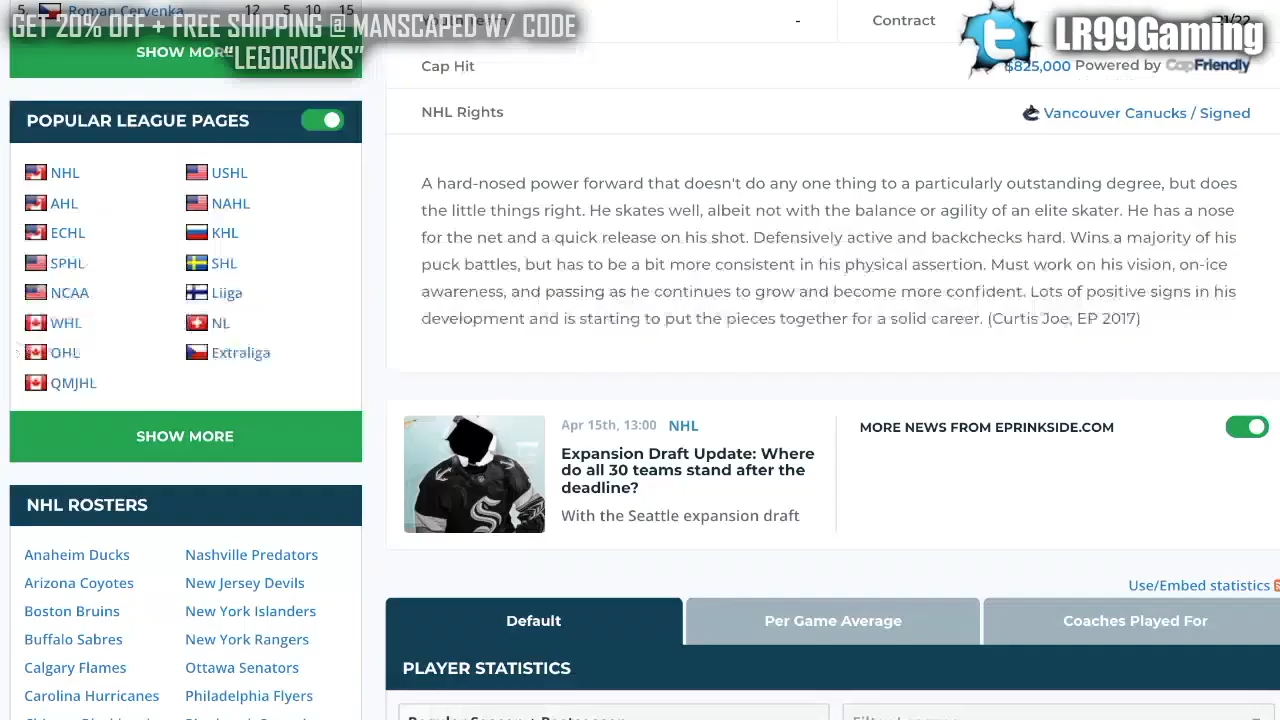 5. Roman Cervenka 12 5 10 15
GET 20% OFF + FREE SHIPPING @ MANSCAPED W/ CODE
"LEGOROCKS"
SHOW MORE
POPULAR LEAGUE PAGES
NHL USHL
AHL NAHL
ECHL KHL
SPHL SHL
NCAA Liiga
WHL NL
OHL Extraliga
QMJHL
SHOW MORE
NHL ROSTERS
Anaheim Ducks Nashville Predators
Arizona Coyotes New Jersey Devils
Boston Bruins New York Islanders
Buffalo Sabres New York Rangers
Calgary Flames Ottawa Senators
Carolina Hurricanes Philadelphia Flyers
- Contract 21/22
LR99Gaming
Cap Hit $825,000 Powered by CapFriendly
NHL Rights Vancouver Canucks / Signed
A hard-nosed power forward that doesn't do any one thing to a particularly outstanding degree, but does
the little things right. He skates well, albeit not with the balance or agility of an elite skater. He has a nose
for the net and a quick release on his shot. Defensively active and backchecks hard. Wins a majority of his
puck battles, but has to be a bit more consistent in his physical assertion. Must work on his vision, on-ice
awareness, and passing as he continues to grow and become more confident. Lots of positive signs in his
development and is starting to put the pieces together for a solid career. (Curtis Joe, EP 2017)
Apr 15th, 13:00 NHL
Expansion Draft Update: Where
do all 30 teams stand after the
deadline?
With the Seattle expansion draft
MORE NEWS FROM EPRINKSIDE.COM
Use/Embed statistics
Default Per Game Average Coaches Played For
PLAYER STATISTICS